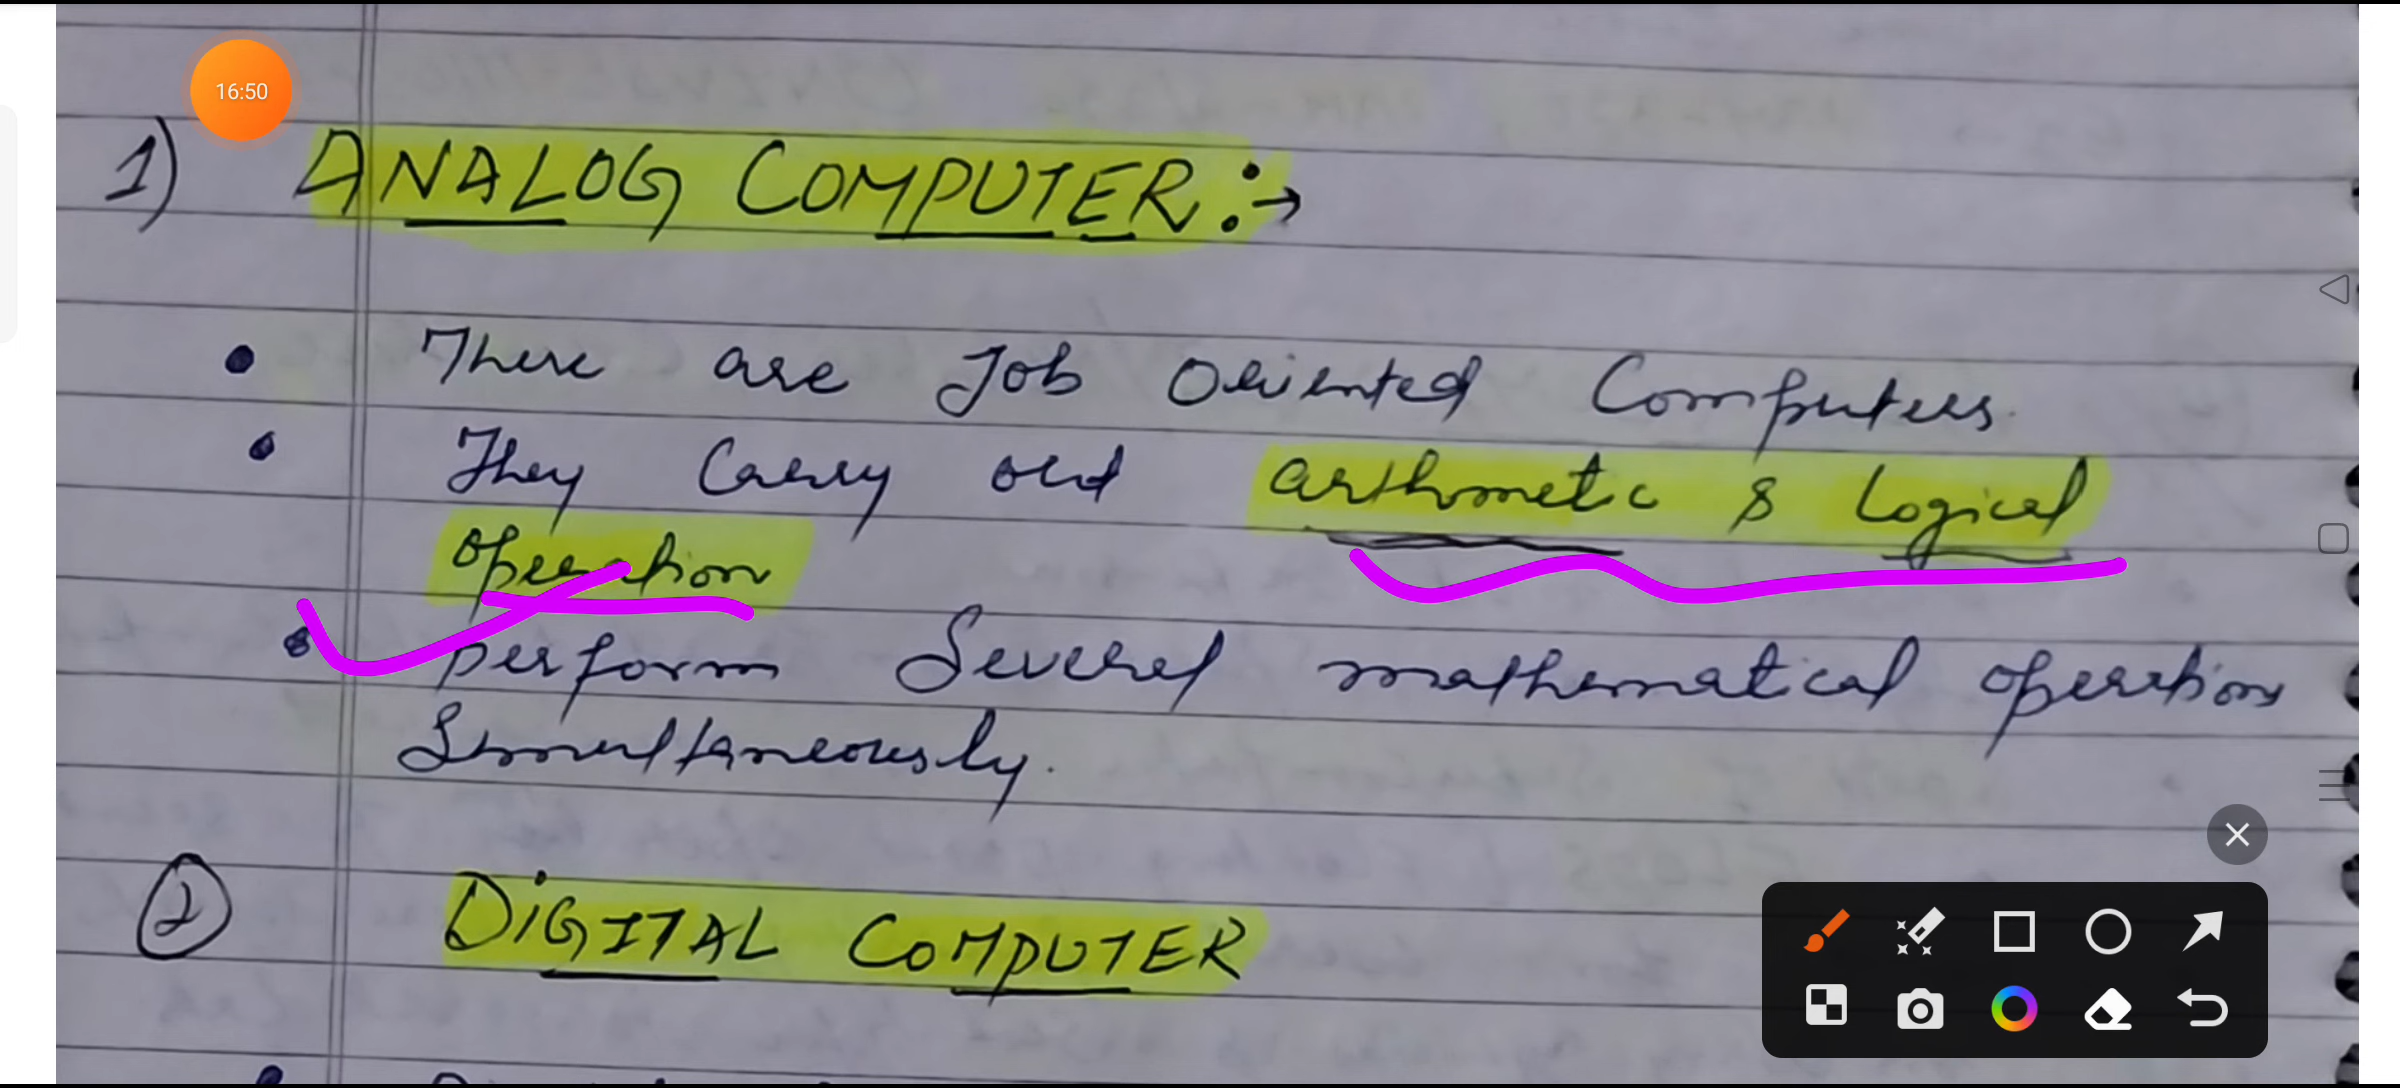 16:50
1) ANALOG COMPUTER :→
• There are Job Oriented Computers.
• They Carry out arthmetic & Logical
operation
• perform Several mathematical operations
Simultaneously.
2 DiGITAL COMPUTER